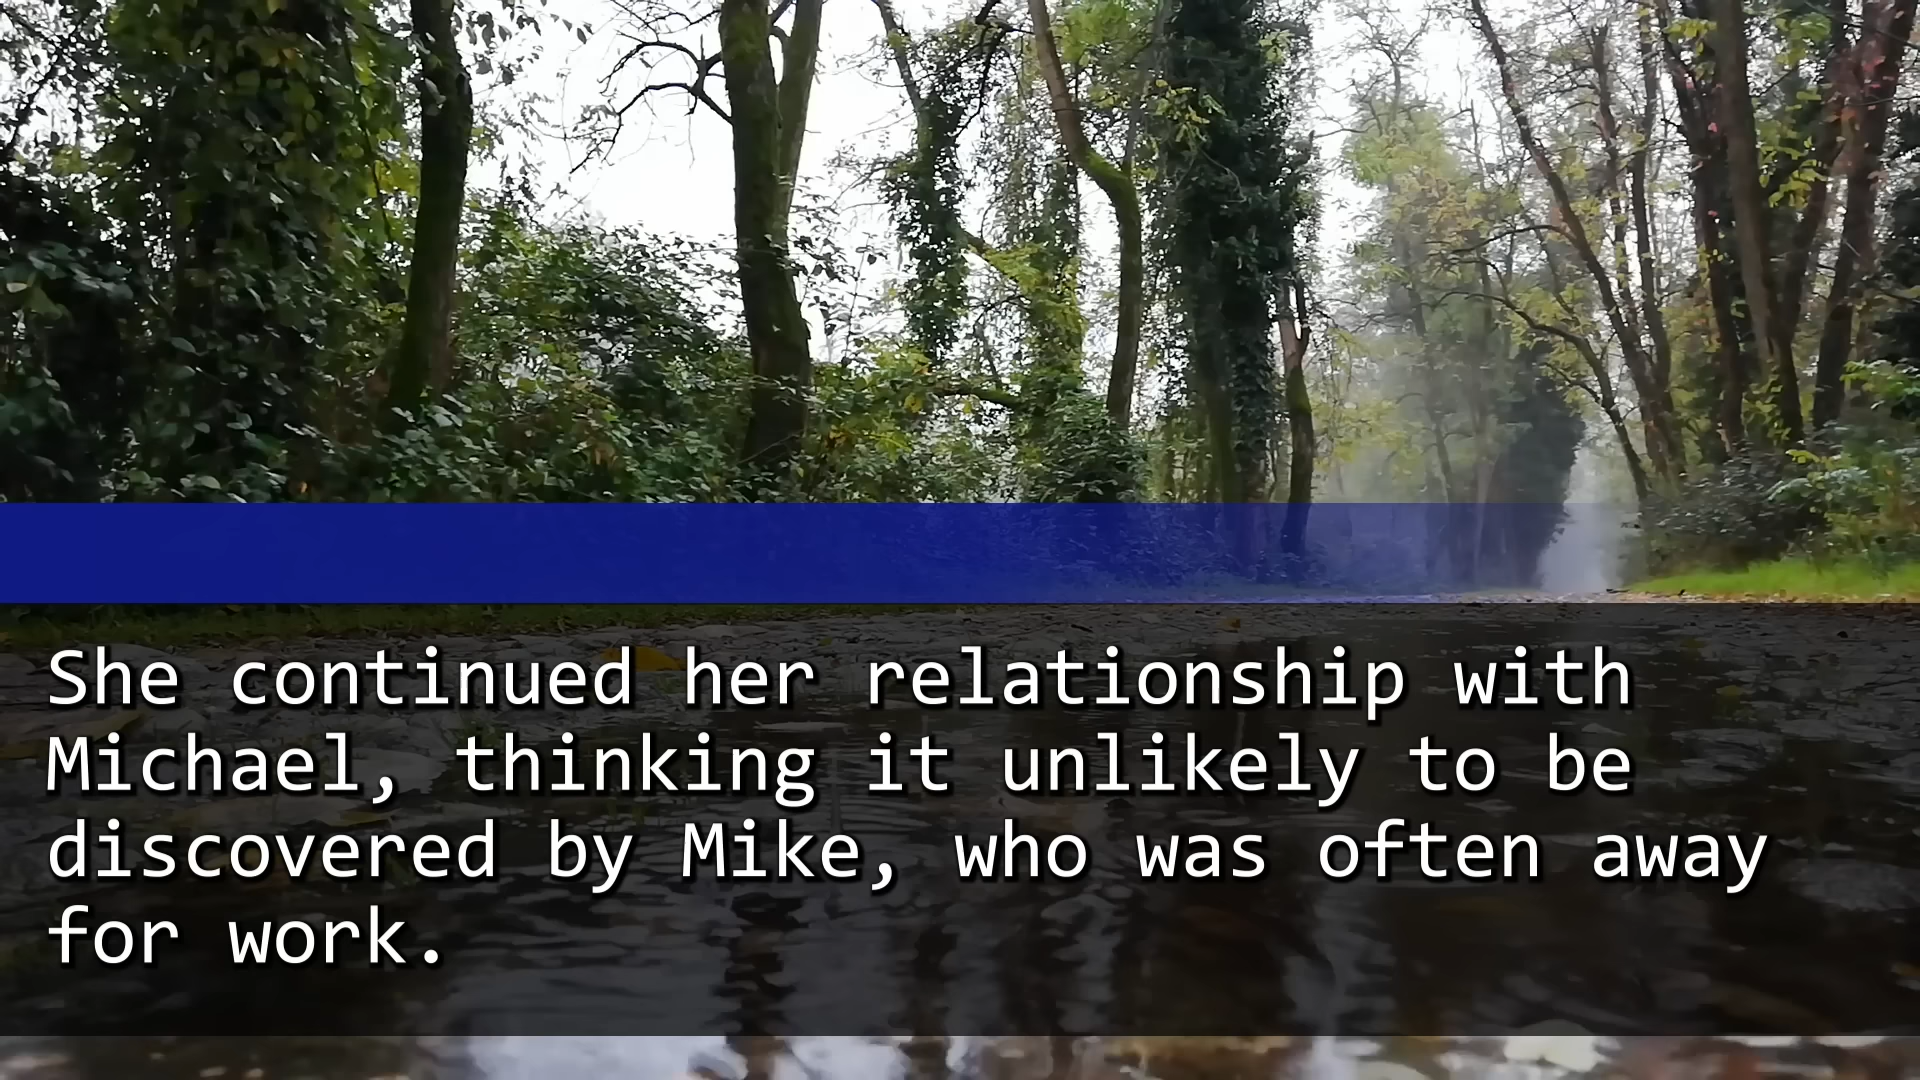 She continued her relationship with
Michael, thinking it unlikely to be
discovered by Mike, who was often away
for work.